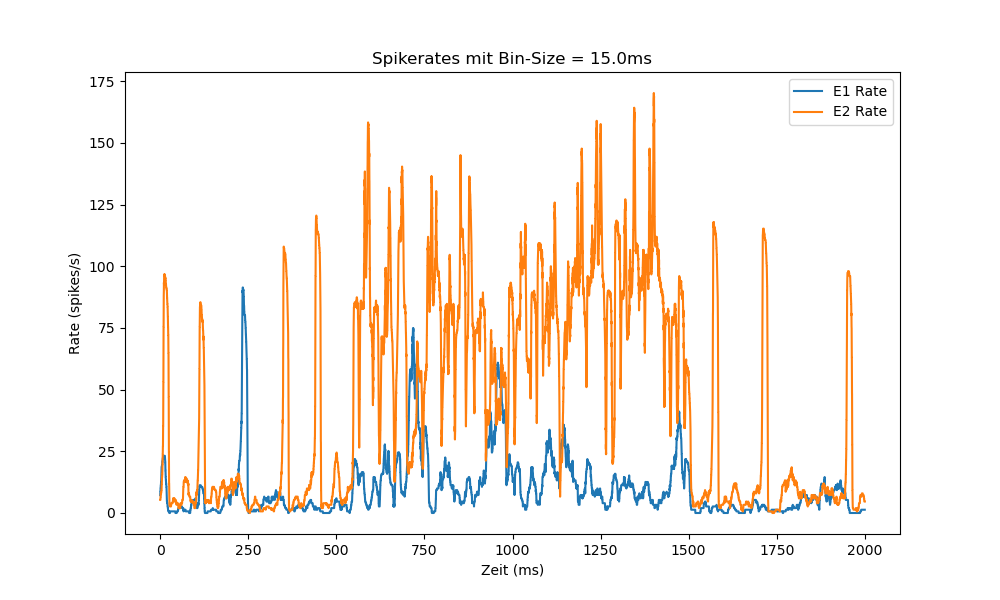 Spikerates mit Bin-Size = 15.0ms
E1 Rate
E2 Rate
175
150
125
100
75
50
25
0
Rate (spikes/s)
0 250 500 750 1000 1250 1500 1750 2000
Zeit (ms)